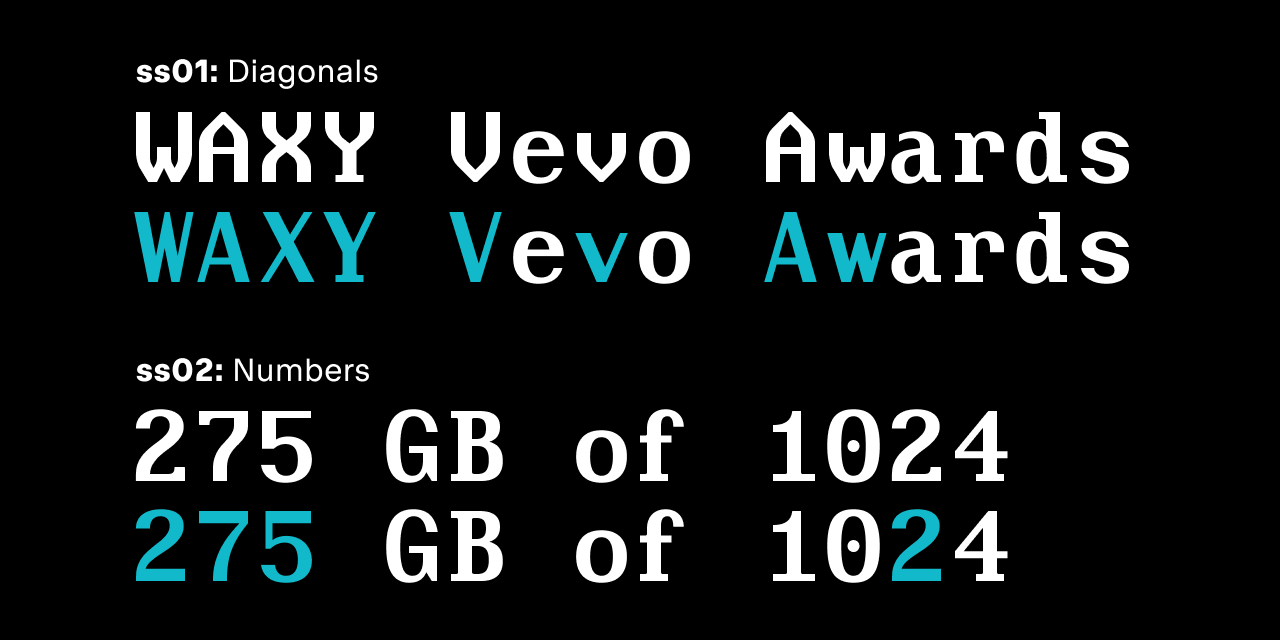 ss01: Diagonals
WAXY Vevo Awards
WAXY Vevo Awards
ss02: Numbers
275 GB of 1024
275 GB of 1024